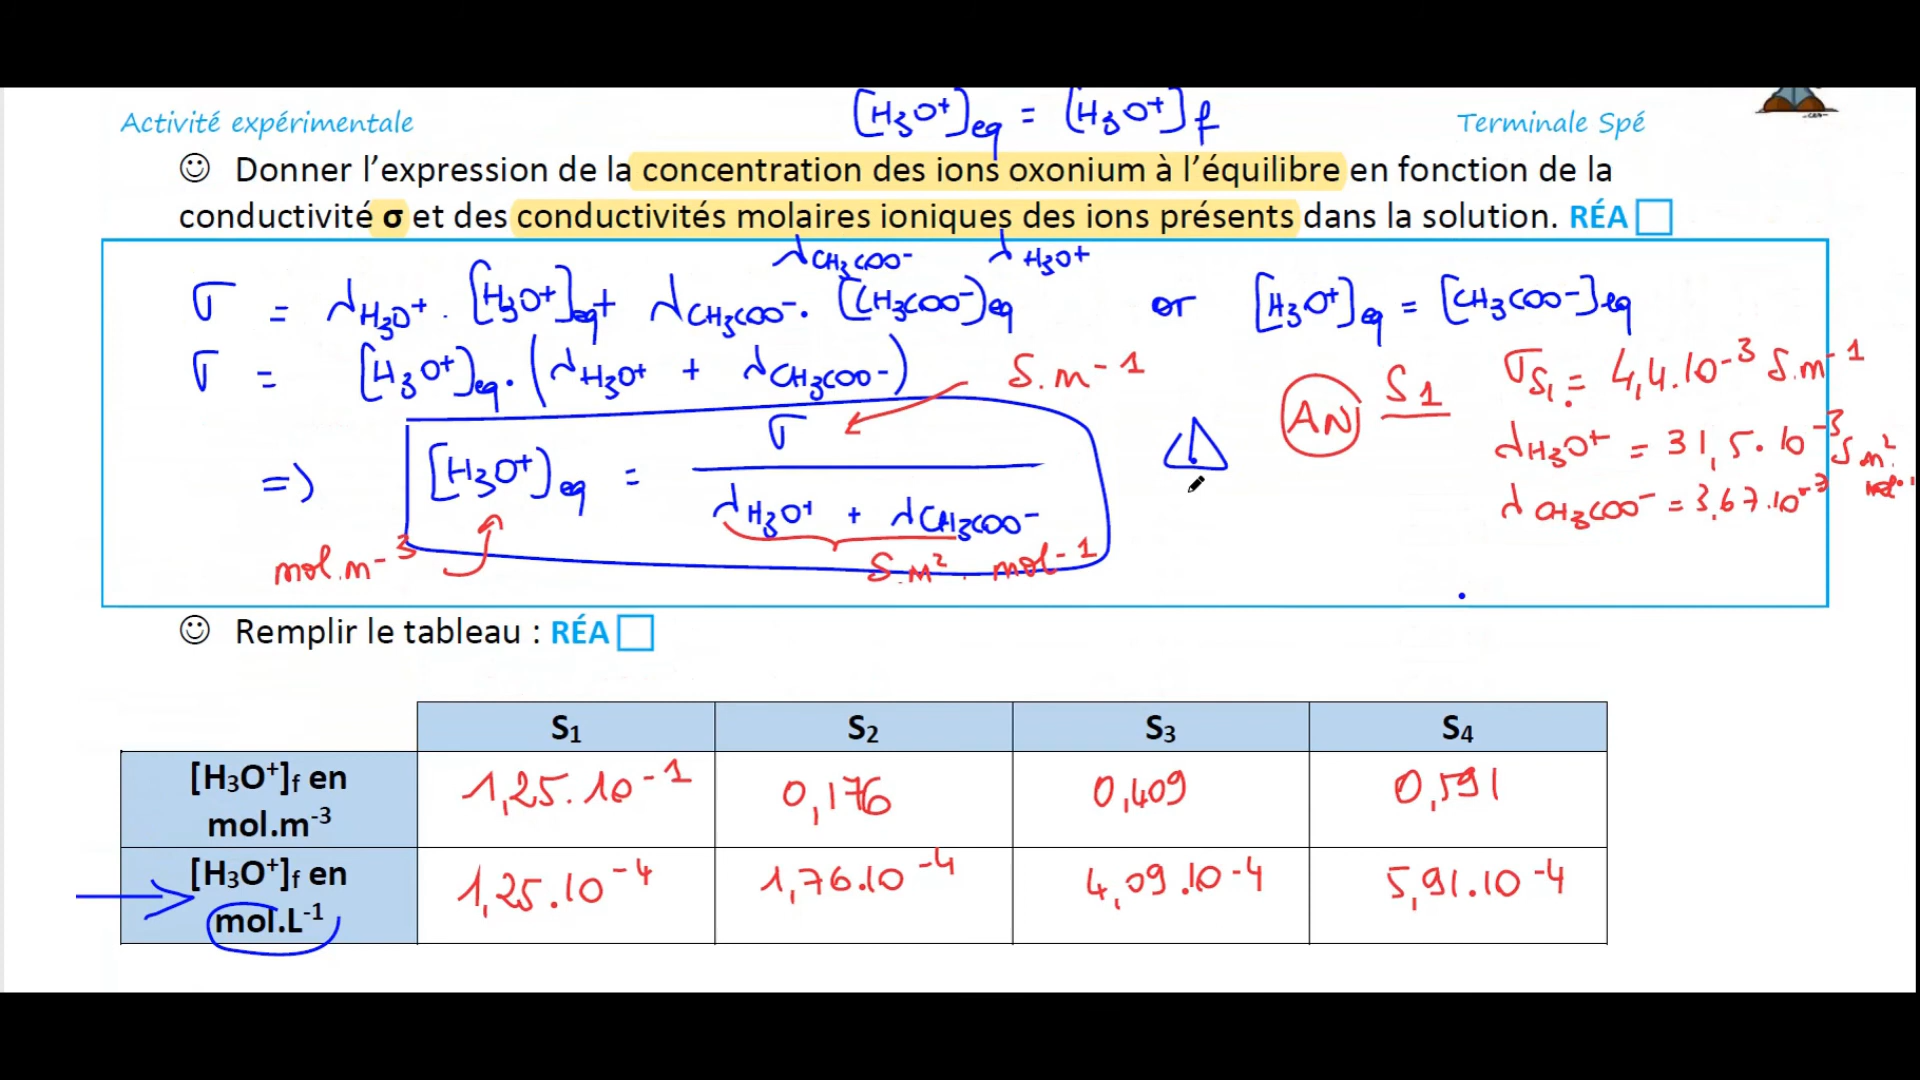 [H₃O⁺]eq = [H₃O⁺]f
Activité expérimentale
Terminale Spé
☺ Donner l’expression de la concentration des ions oxonium à l’équilibre en fonction de la
conductivité σ et des conductivités molaires ioniques des ions présents dans la solution. RÉA ☐
λCH₃COO⁻ λH₃O⁺
σ = λH₃O⁺ . [H₃O⁺]eq + λCH₃COO⁻ . [CH₃COO⁻]eq or [H₃O⁺]eq = [CH₃COO⁻]eq
σ = [H₃O⁺]eq . (λH₃O⁺ + λCH₃COO⁻) S.m⁻¹
AN S1 σS₁ = 4,4.10⁻³ S.m⁻¹
λH₃O⁺ = 31,5.10⁻³ S m².
λCH₃COO⁻ = 3,67.10⁻³
=> [H₃O⁺]eq = σ / λH₃O⁺ + λCH₃COO⁻
mol.m⁻³ S.m².mol⁻¹
☺ Remplir le tableau : RÉA ☐
S₁ S₂ S₃ S₄
[H₃O⁺]f en
mol.m⁻³
1,25.10⁻¹ 0,176 0,409 0,591
[H₃O⁺]f en
mol.L⁻¹
1,25.10⁻⁴ 1,76.10⁻⁴ 4,09.10⁻⁴ 5,91.10⁻⁴